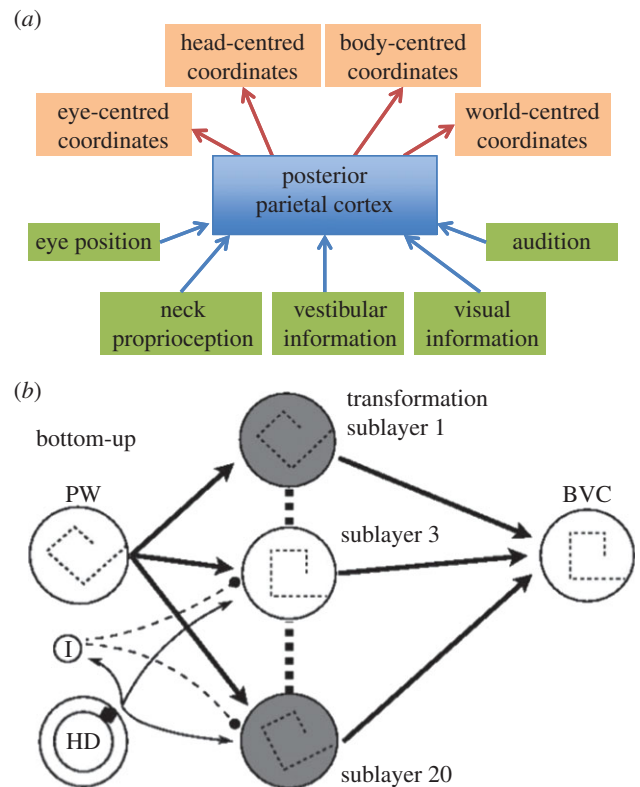 (a)
head-centred
coordinates
body-centred
coordinates
eye-centred
coordinates
world-centred
coordinates
posterior
parietal cortex
eye position
audition
neck
proprioception
vestibular
information
visual
information
(b)
bottom-up
transformation
sublayer 1
PW
BVC
sublayer 3
I
HD
sublayer 20